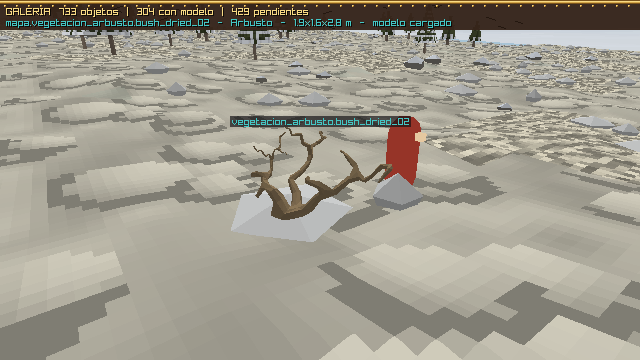 GALERIA 733 objetos | 304 con modelo | 429 pendientes
mapa.vegetacion_arbusto.bush_dried_02 - Arbusto - 1.9x1.6x2.8 m - modelo cargado
vegetacion_arbusto.bush_dried_02